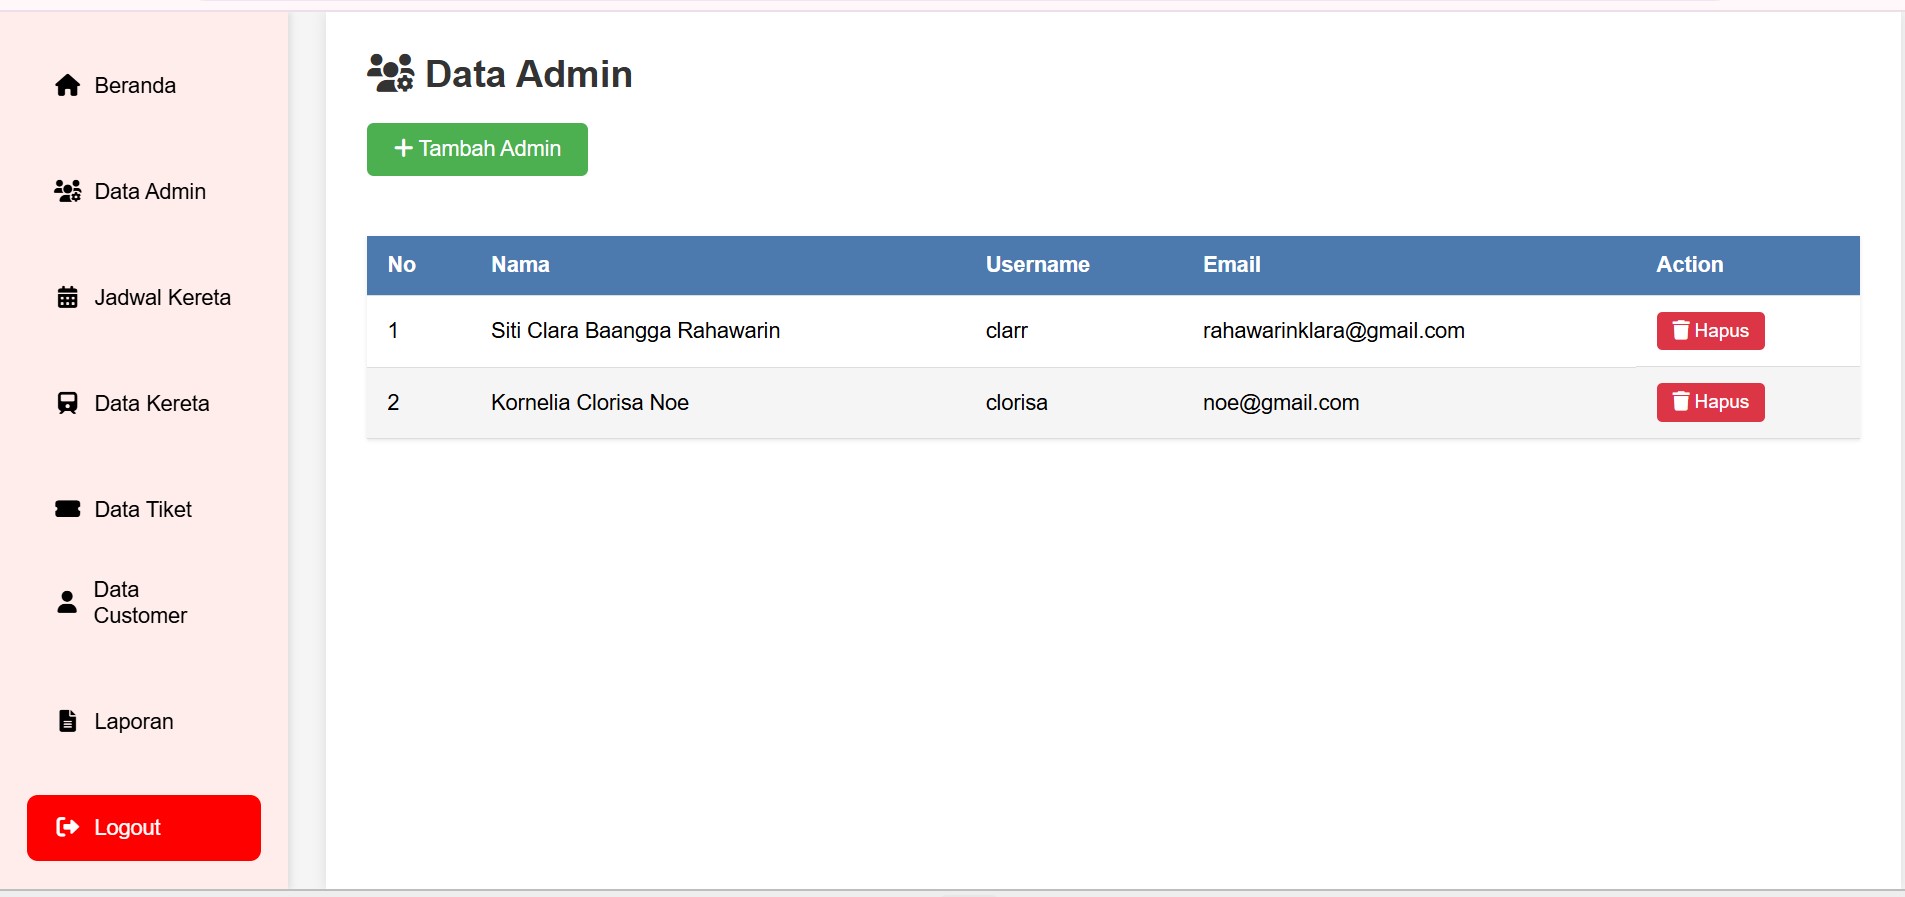 Beranda
Data Admin
Jadwal Kereta
Data Kereta
Data Tiket
Data
Customer
Laporan
Logout
Data Admin
+ Tambah Admin
No Nama Username Email Action
1 Siti Clara Baangga Rahawarin clarr rahawarinklara@gmail.com Hapus
2 Kornelia Clorisa Noe clorisa noe@gmail.com Hapus